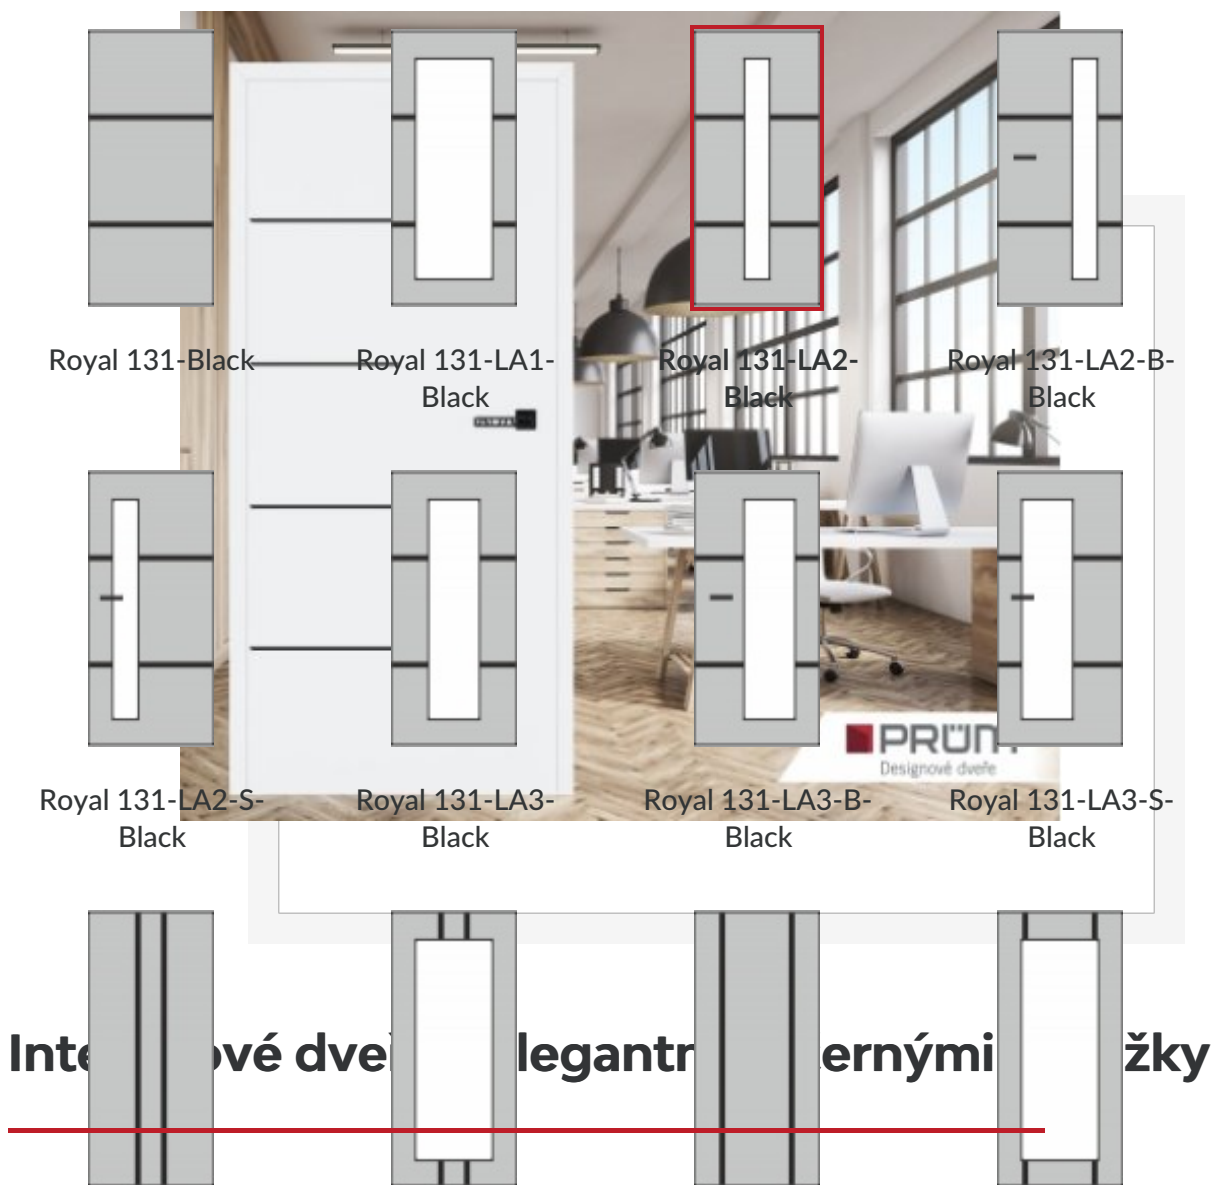 Royal 131-Black
Royal 131-LA1-
Black
Royal 131-LA2-
Black
Royal 131-LA2-B-
Black
PRÜM
Designové dveře
Royal 131-LA2-S-
Black
Royal 131-LA3-
Black
Royal 131-LA3-B-
Black
Royal 131-LA3-S-
Black